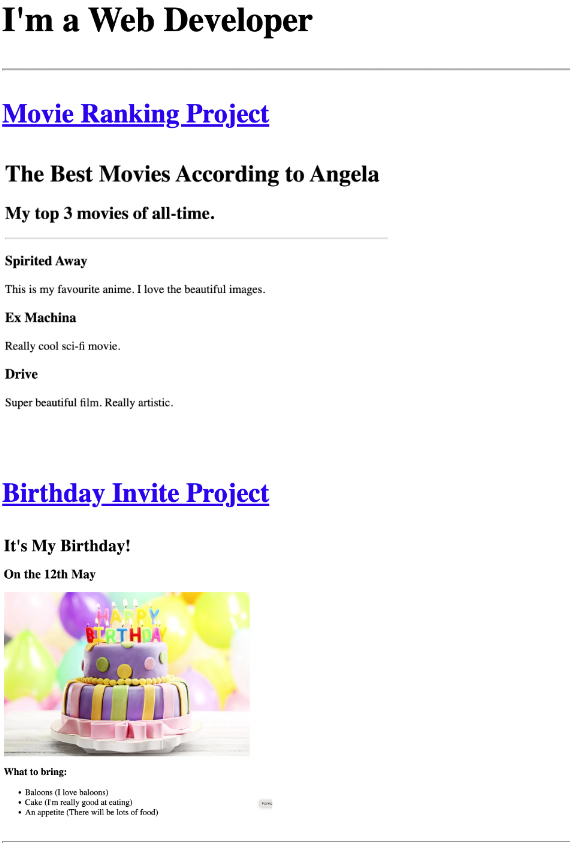 I'm a Web Developer
Movie Ranking Project
The Best Movies According to Angela
My top 3 movies of all-time.
Spirited Away
This is my favourite anime. I love the beautiful images.
Ex Machina
Really cool sci-fi movie.
Drive
Super beautiful film. Really artistic.
Birthday Invite Project
It's My Birthday!
On the 12th May
HAPPY
BIRTHDAY
What to bring:
Baloons (I love baloons)
Cake (I'm really good at eating)
An appetite (There will be lots of food)